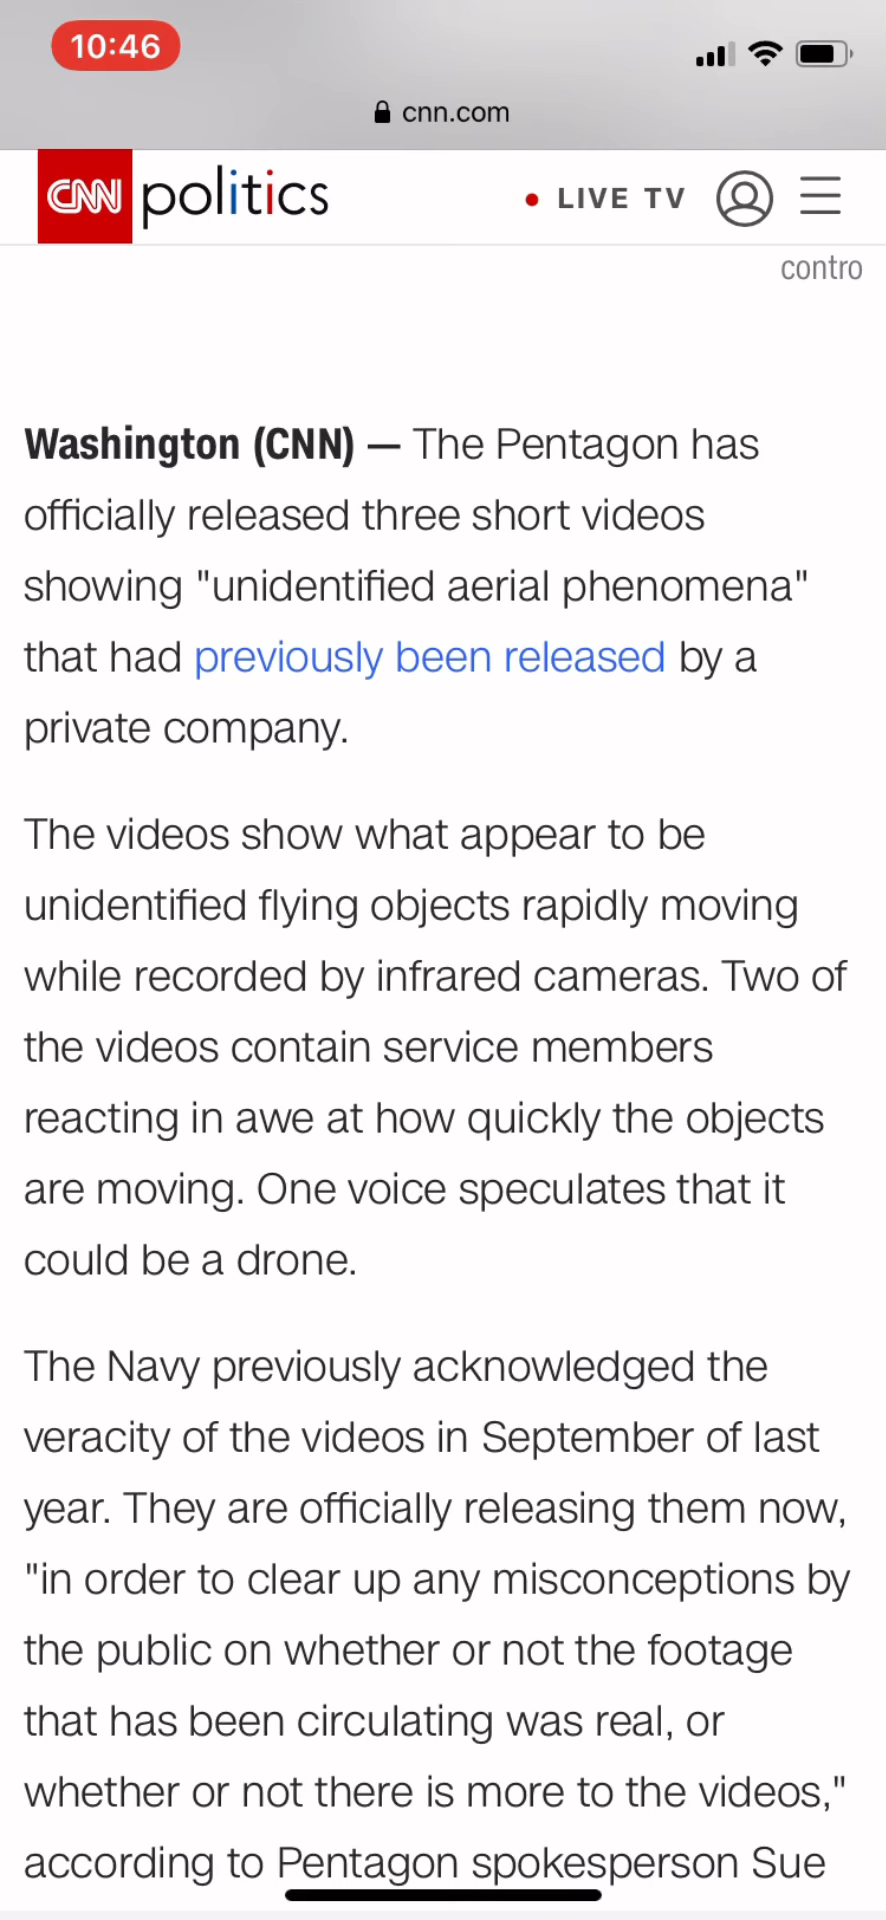 10:46
cnn.com
CNN politics
LIVE TV
contro
Washington (CNN) — The Pentagon has
officially released three short videos
showing "unidentified aerial phenomena"
that had previously been released by a
private company.
The videos show what appear to be
unidentified flying objects rapidly moving
while recorded by infrared cameras. Two of
the videos contain service members
reacting in awe at how quickly the objects
are moving. One voice speculates that it
could be a drone.
The Navy previously acknowledged the
veracity of the videos in September of last
year. They are officially releasing them now,
"in order to clear up any misconceptions by
the public on whether or not the footage
that has been circulating was real, or
whether or not there is more to the videos,"
according to Pentagon spokesperson Sue